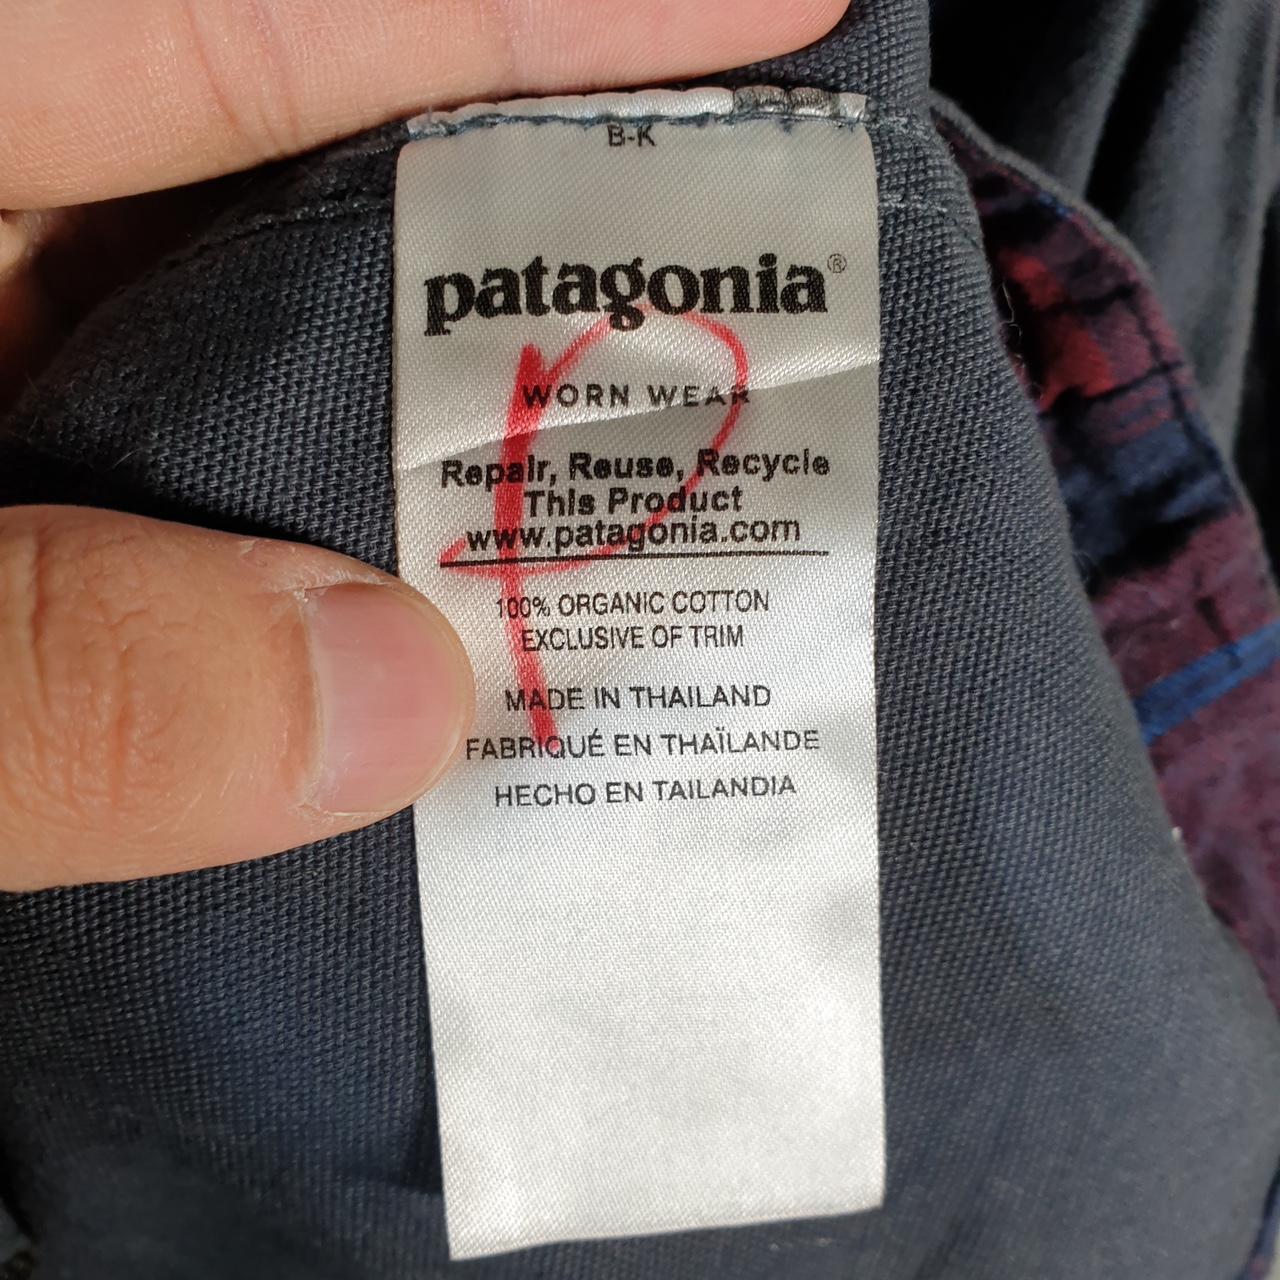 B-K
patagonia®
WORN WEAR
Repair, Reuse, Recycle
This Product
www.patagonia.com
100% ORGANIC COTTON
EXCLUSIVE OF TRIM
MADE IN THAILAND
FABRIQUÉ EN THAÏLANDE
HECHO EN TAILANDIA